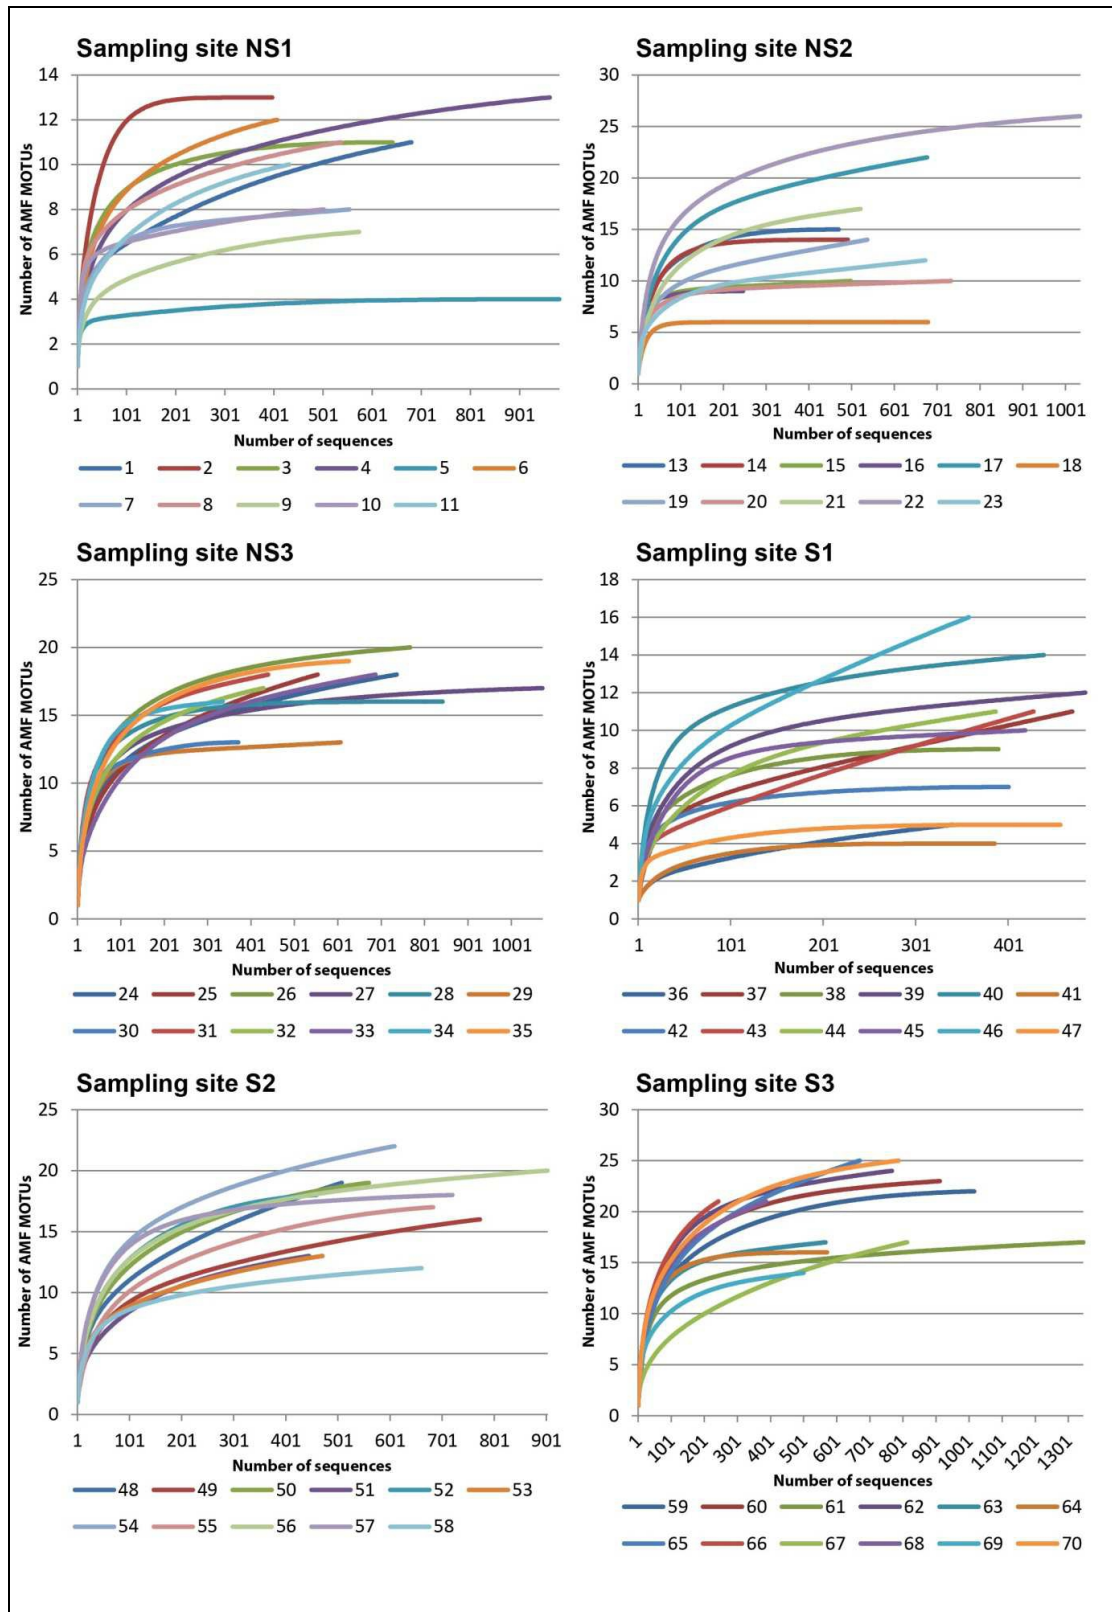 Sampling site NS1
Number of AMF MOTUS
14
12
10
8
6
4
2
0
1 101 201 301 401 501 601 701 801 901
Number of sequences
1 2 3 4 5 6
7 8 9 10 11
Sampling site NS2
Number of AMF MOTUs
30
25
20
15
10
5
0
1 101 201 301 401 501 601 701 801 901 1001
Number of sequences
13 14 15 16 17 18
19 20 21 22 23
Sampling site NS3
Number of AMF MOTUs
25
20
15
10
5
0
1 101 201 301 401 501 601 701 801 901 1001
Number of sequences
24 25 26 27 28 29
30 31 32 33 34 35
Sampling site S1
Number of AMF MOTUs
18
16
14
12
10
8
6
4
2
0
1 101 201 301 401
Number of sequences
36 37 38 39 40 41
42 43 44 45 46 47
Sampling site S2
Number of AMF MOTUs
25
20
15
10
5
0
1 101 201 301 401 501 601 701 801 901
Number of sequences
48 49 50 51 52 53
54 55 56 57 58
Sampling site S3
Number of AMF MOTUs
30
25
20
15
10
5
0
1 101 201 301 401 501 601 701 801 901 1001 1101 1201 1301
Number of sequences
59 60 61 62 63 64
65 66 67 68 69 70